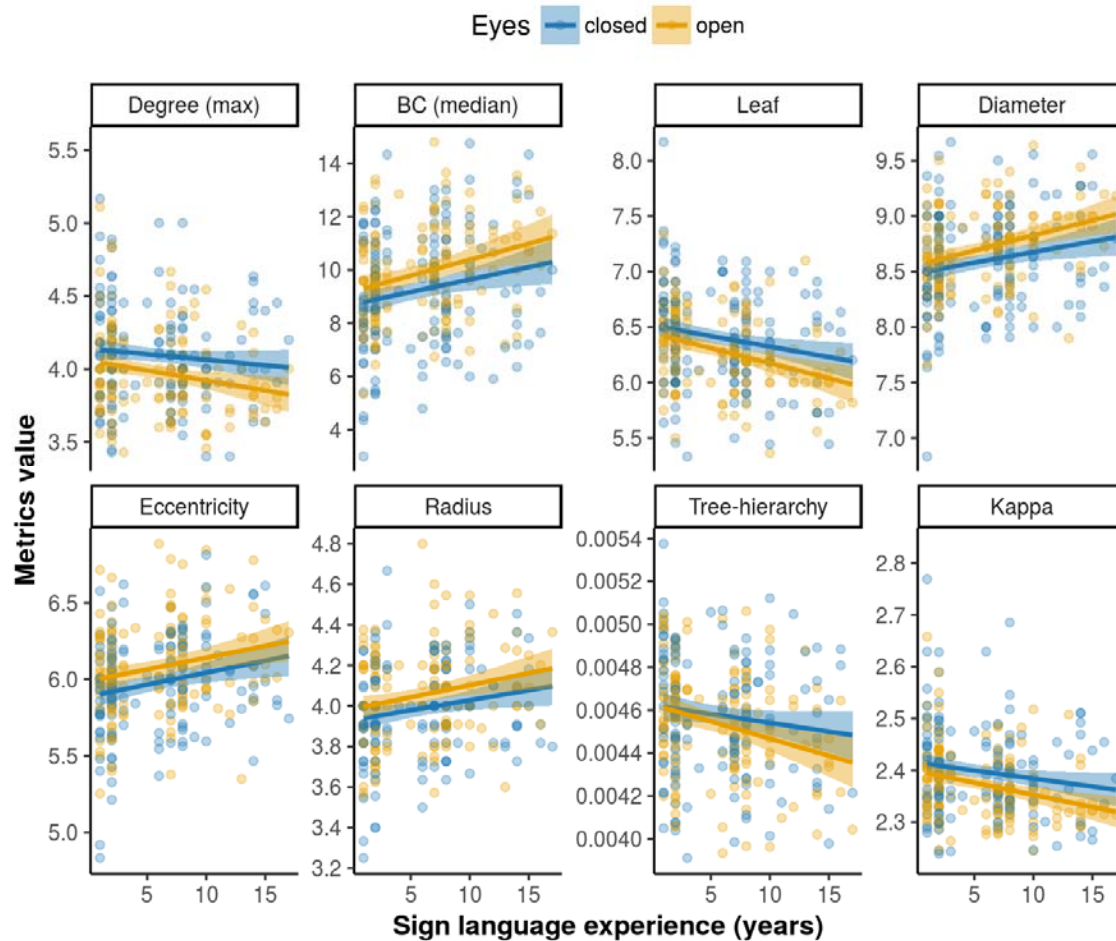 Eyes closed open
Degree (max) BC (median) Leaf Diameter
5.5 5.0 4.5 4.0 3.5
14 12 10 8 6 4
8.0 7.5 7.0 6.5 6.0 5.5
9.5 9.0 8.5 8.0 7.5 7.0
Metrics value
Eccentricity Radius Tree-hierarchy Kappa
6.5 6.0 5.5 5.0
4.8 4.6 4.4 4.2 4.0 3.8 3.6 3.4 3.2
0.0054 0.0052 0.0050 0.0048 0.0046 0.0044 0.0042 0.0040
2.8 2.7 2.6 2.5 2.4 2.3
5 10 15 5 10 15 5 10 15 5 10 15
Sign language experience (years)